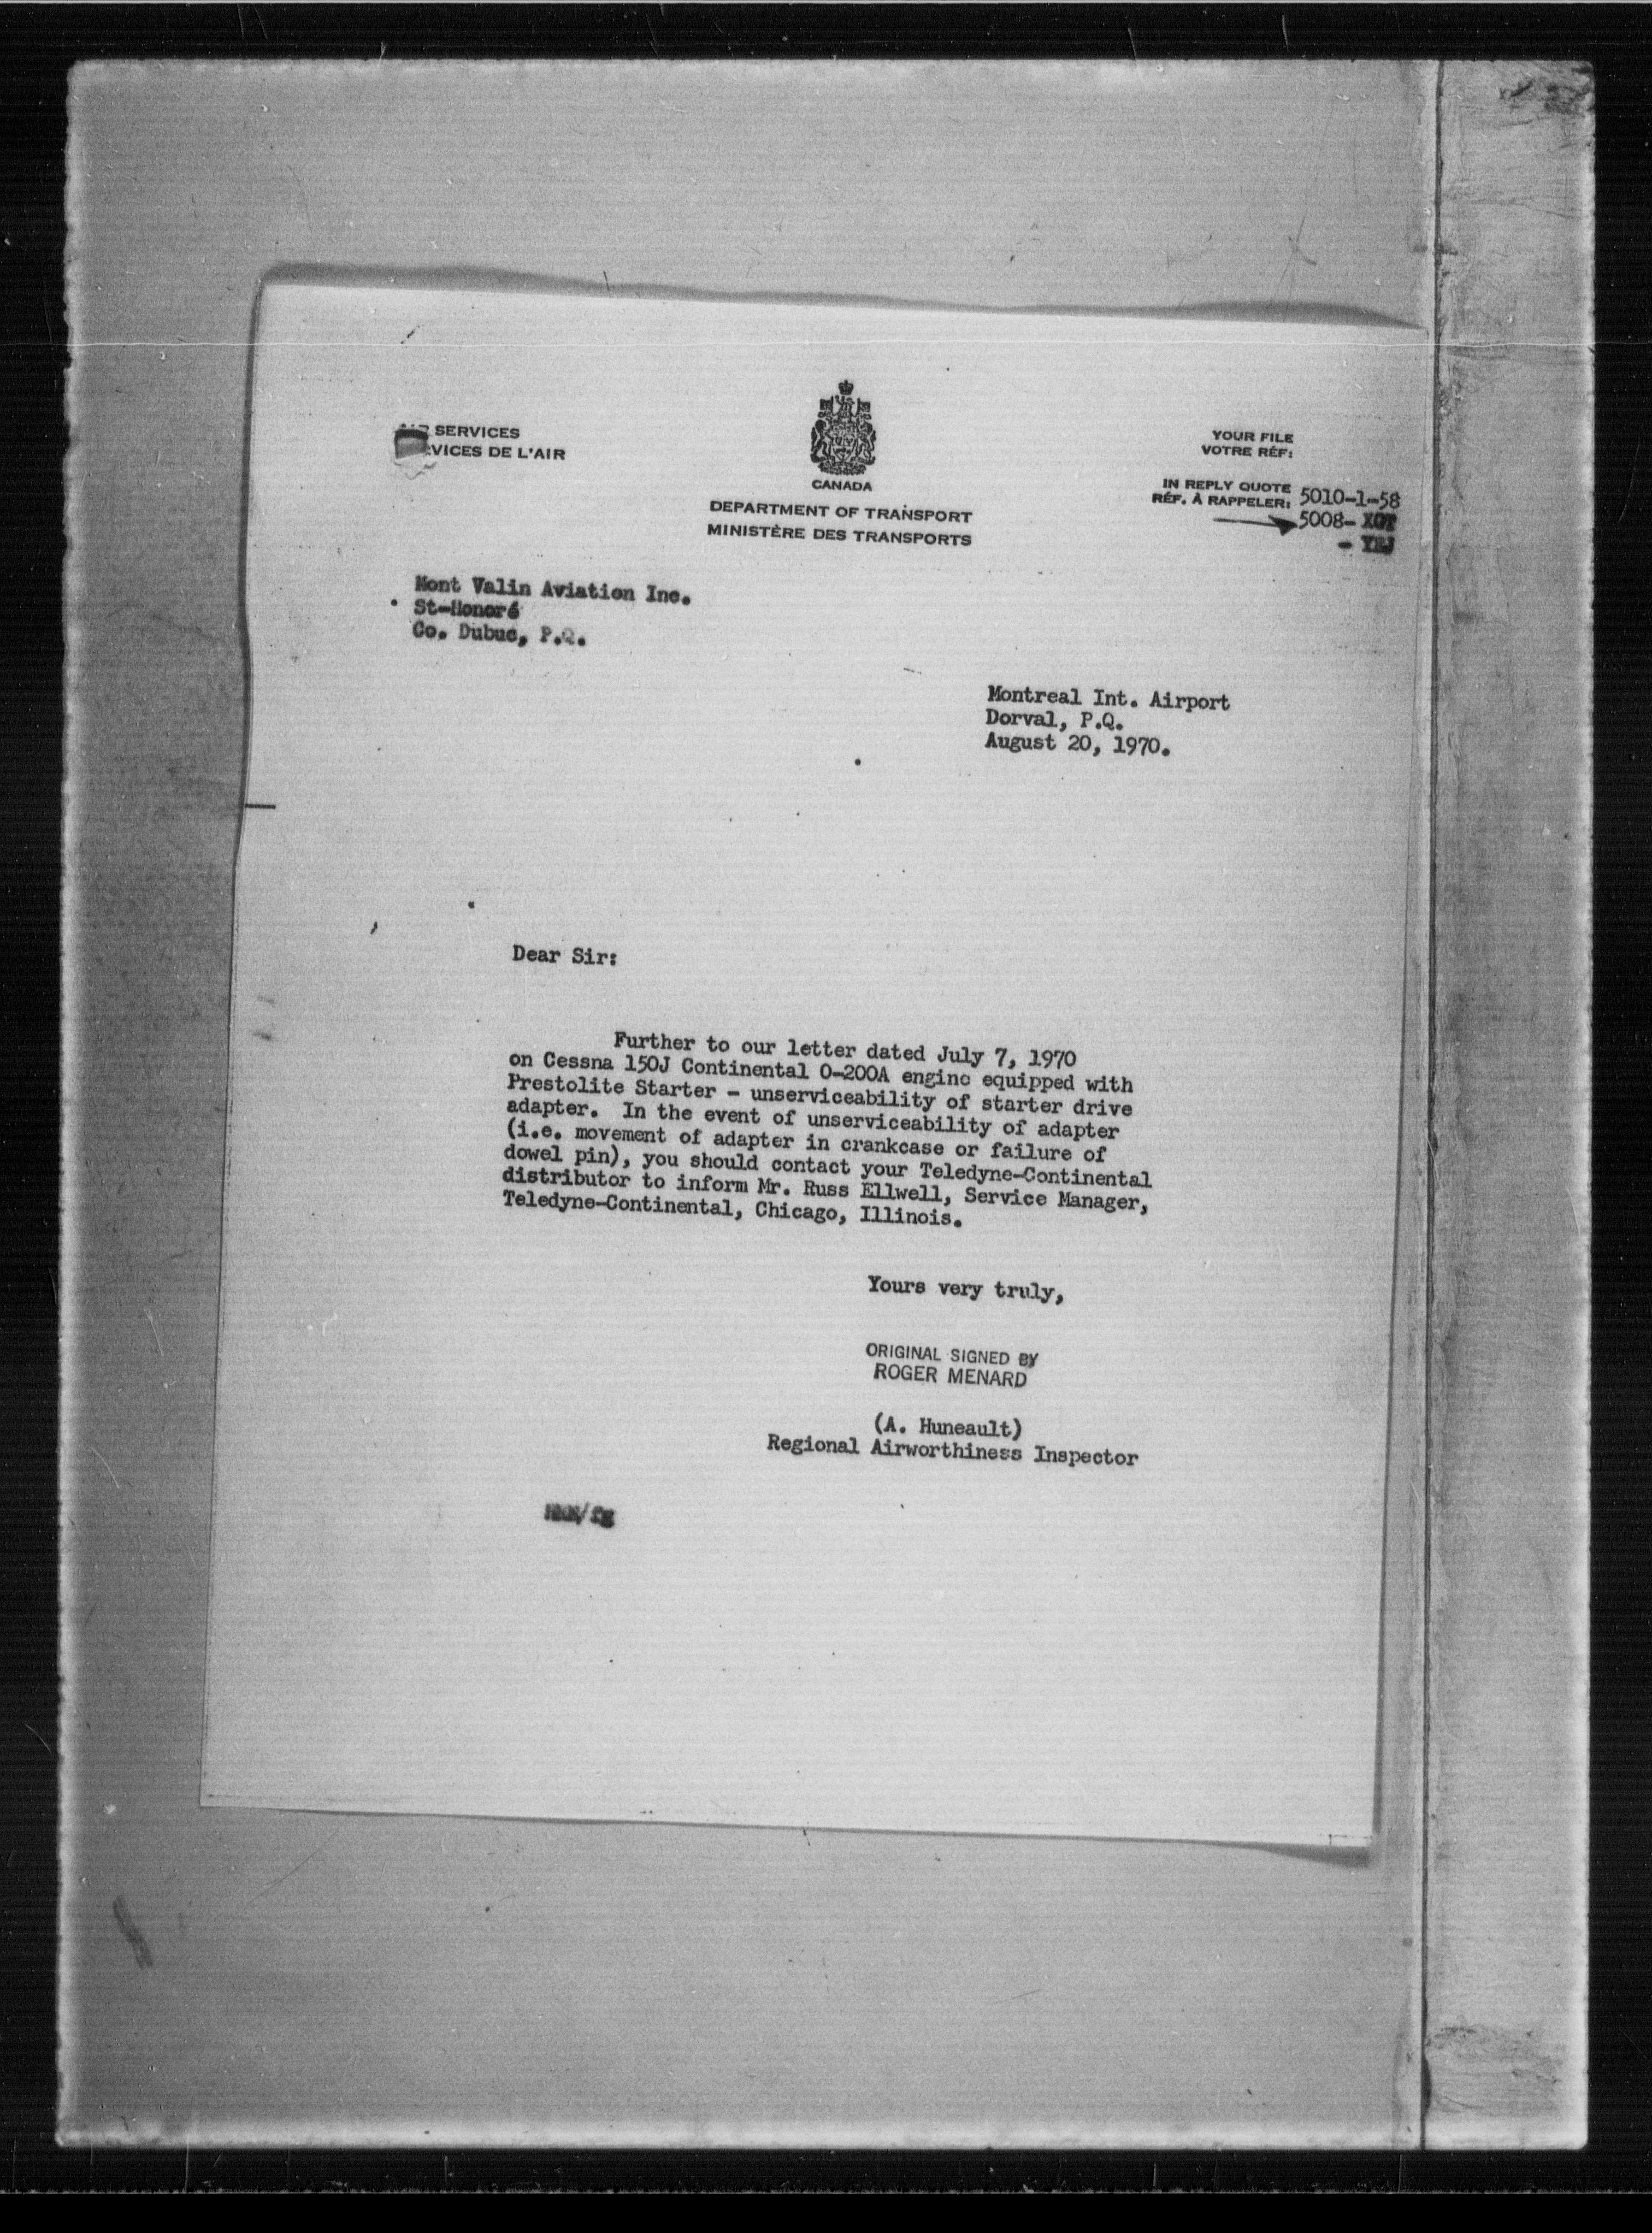 SERVICES
VICES DE L'AIR
CANADA
DEPARTMENT OF TRANSPORT
MINISTÈRE DES TRANSPORTS
YOUR FILE
VOTRE RÉF:
IN REPLY QUOTE
RÉF. À RAPPELER: 5010-1-58
5008-
Mont Valin Aviation Inc.
St-Honoré
Co. Dubuc, P.Q.
Montreal Int. Airport
Dorval, P.Q.
August 20, 1970.
Dear Sir:
Further to our letter dated July 7, 1970
on Cessna 150J Continental O-200A engine equipped with
Prestolite Starter - unserviceability of starter drive
adapter. In the event of unserviceability of adapter
(i.e. movement of adapter in crankcase or failure of
dowel pin), you should contact your Teledyne-Continental
distributor to inform Mr. Russ Ellwell, Service Manager,
Teledyne-Continental, Chicago, Illinois.
Yours very truly,
ORIGINAL SIGNED BY
ROGER MENARD
(A. Huneault)
Regional Airworthiness Inspector